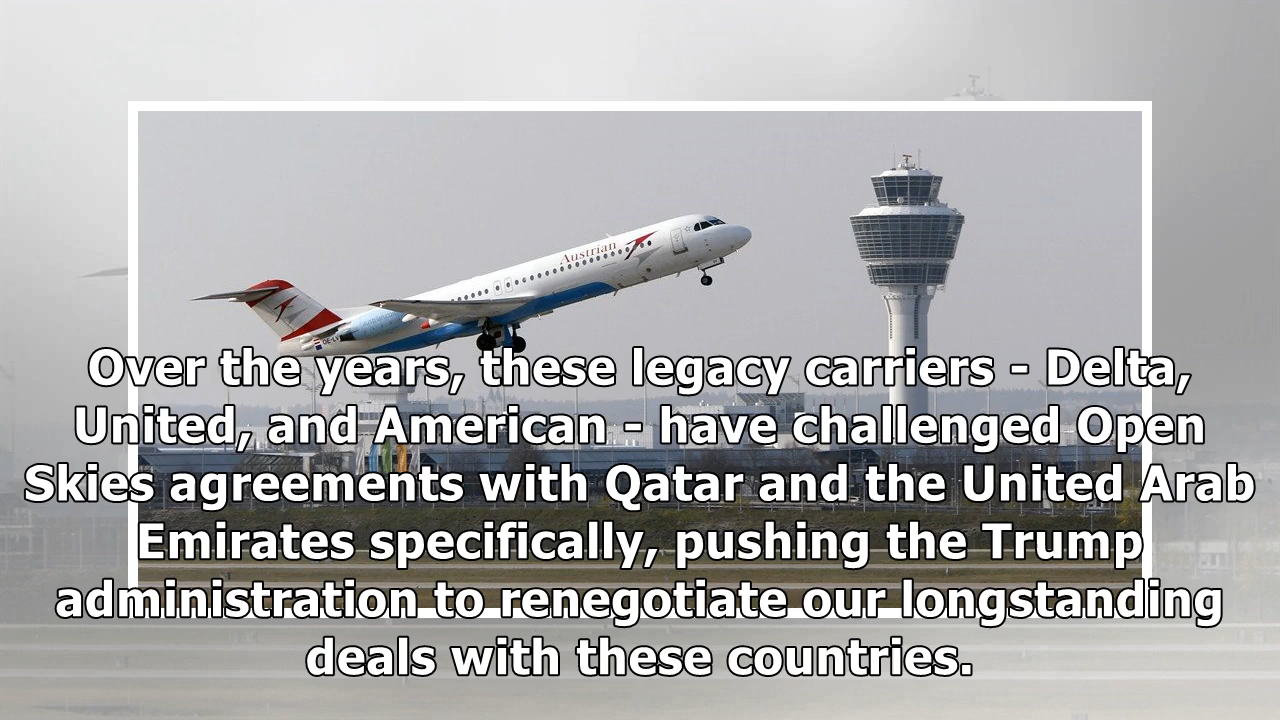 Austrian
Over the years, these legacy carriers - Delta,
United, and American - have challenged Open
Skies agreements with Qatar and the United Arab
Emirates specifically, pushing the Trump
administration to renegotiate our longstanding
deals with these countries.